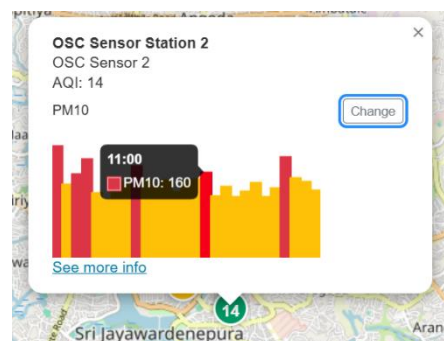 OSC Sensor Station 2
×
OSC Sensor 2
AQI: 14
PM10
Change
11:00
PM10: 160
See more info
14
Sri Jayawardenepura
Aran